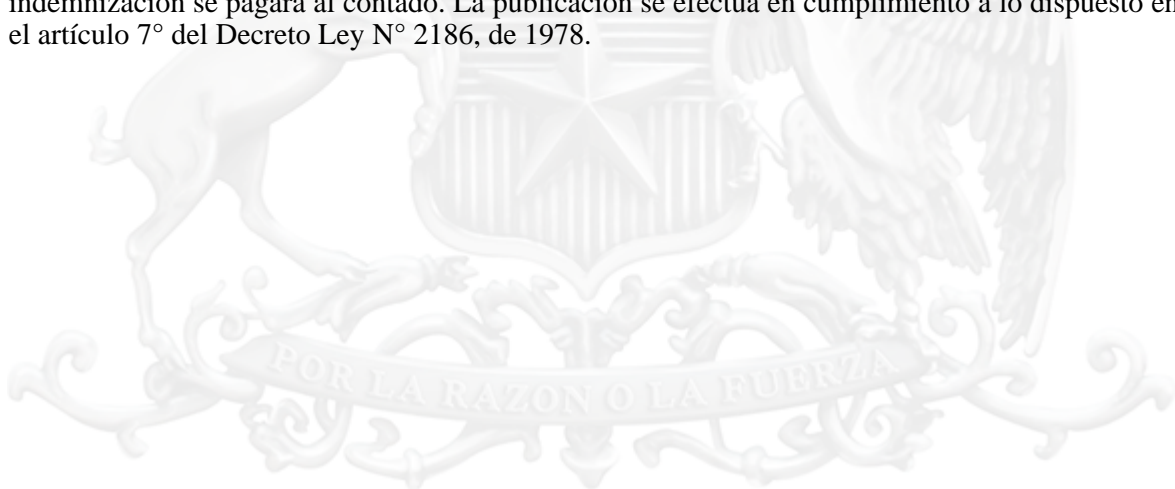 indemnización se pagará al contado. La publicación se efectúa en cumplimiento a lo dispuesto en
el artículo 7° del Decreto Ley N° 2186, de 1978.
POR LA RAZON O LA FUERZA